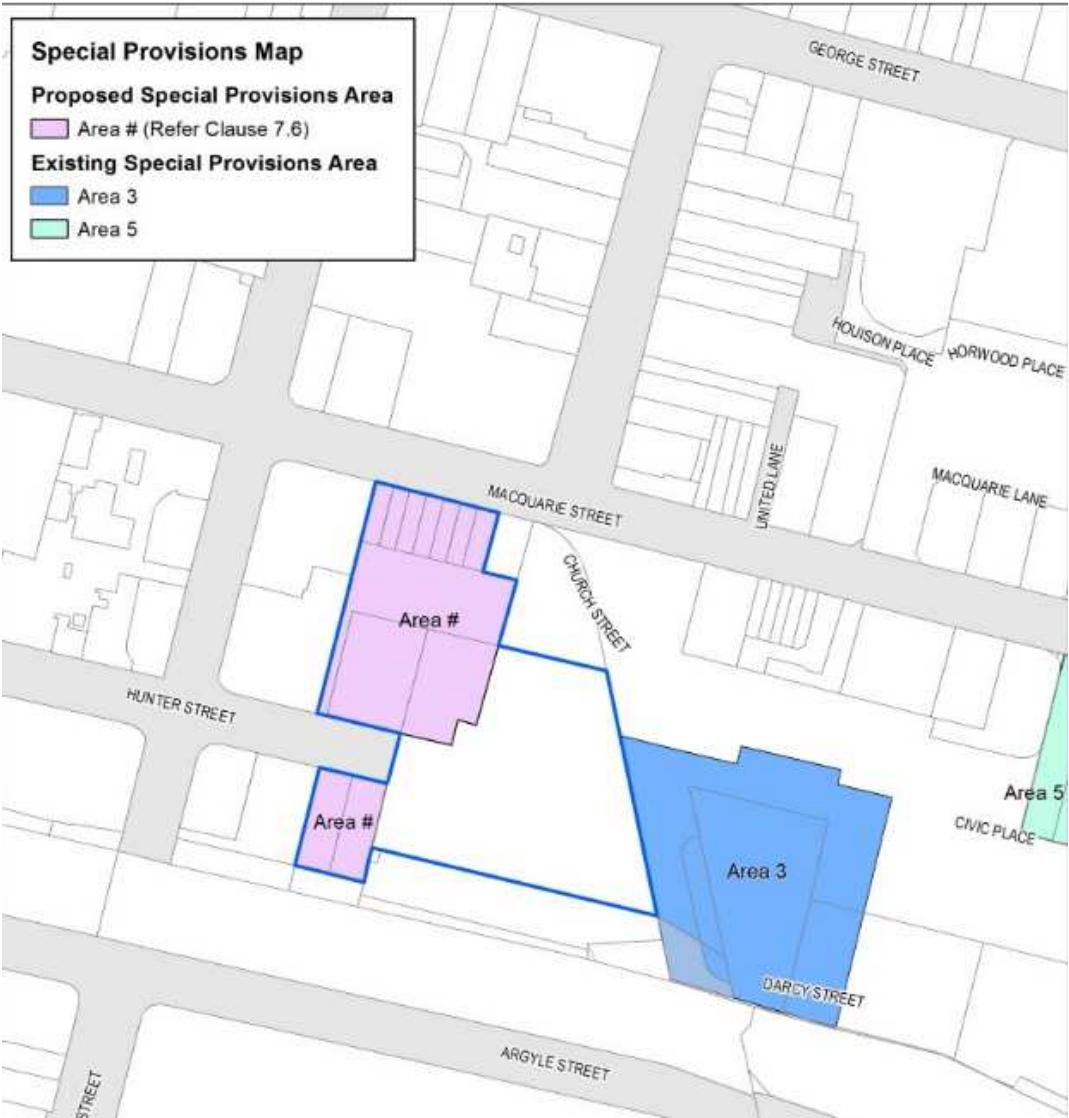 Special Provisions Map
Proposed Special Provisions Area
Area # (Refer Clause 7.6)
Existing Special Provisions Area
Area 3
Area 5
GEORGE STREET
HOUISON PLACE
HORWOOD PLACE
MACQUARIE LANE
UNITED LANE
MACQUARIE STREET
CHURCH STREET
Area #
HUNTER STREET
Area #
Area 3
Area 5
CIVIC PLACE
DARCY STREET
ARGYLE STREET
STREET